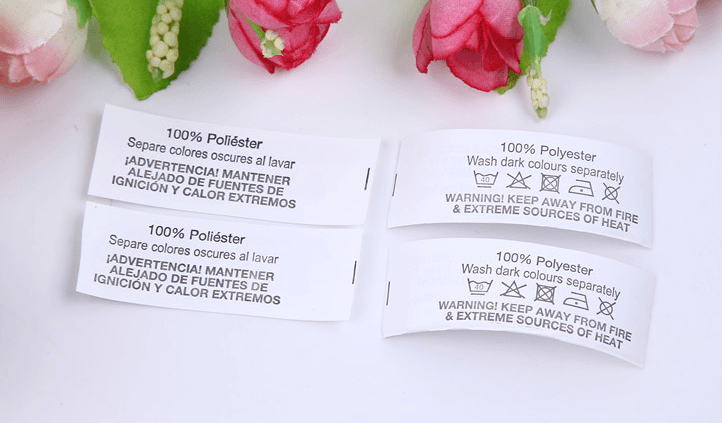 100% Poliéster
Separe colores oscures al lavar
¡ADVERTENCIA! MANTENER
ALEJADO DE FUENTES DE
IGNICIÓN Y CALOR EXTREMOS
100% Poliéster
Separe colores oscures al lavar
¡ADVERTENCIA! MANTENER
ALEJADO DE FUENTES DE
IGNICIÓN Y CALOR EXTREMOS
100% Polyester
Wash dark colours separately
40
WARNING! KEEP AWAY FROM FIRE
& EXTREME SOURCES OF HEAT
100% Polyester
Wash dark colours separately
40
WARNING! KEEP AWAY FROM FIRE
& EXTREME SOURCES OF HEAT